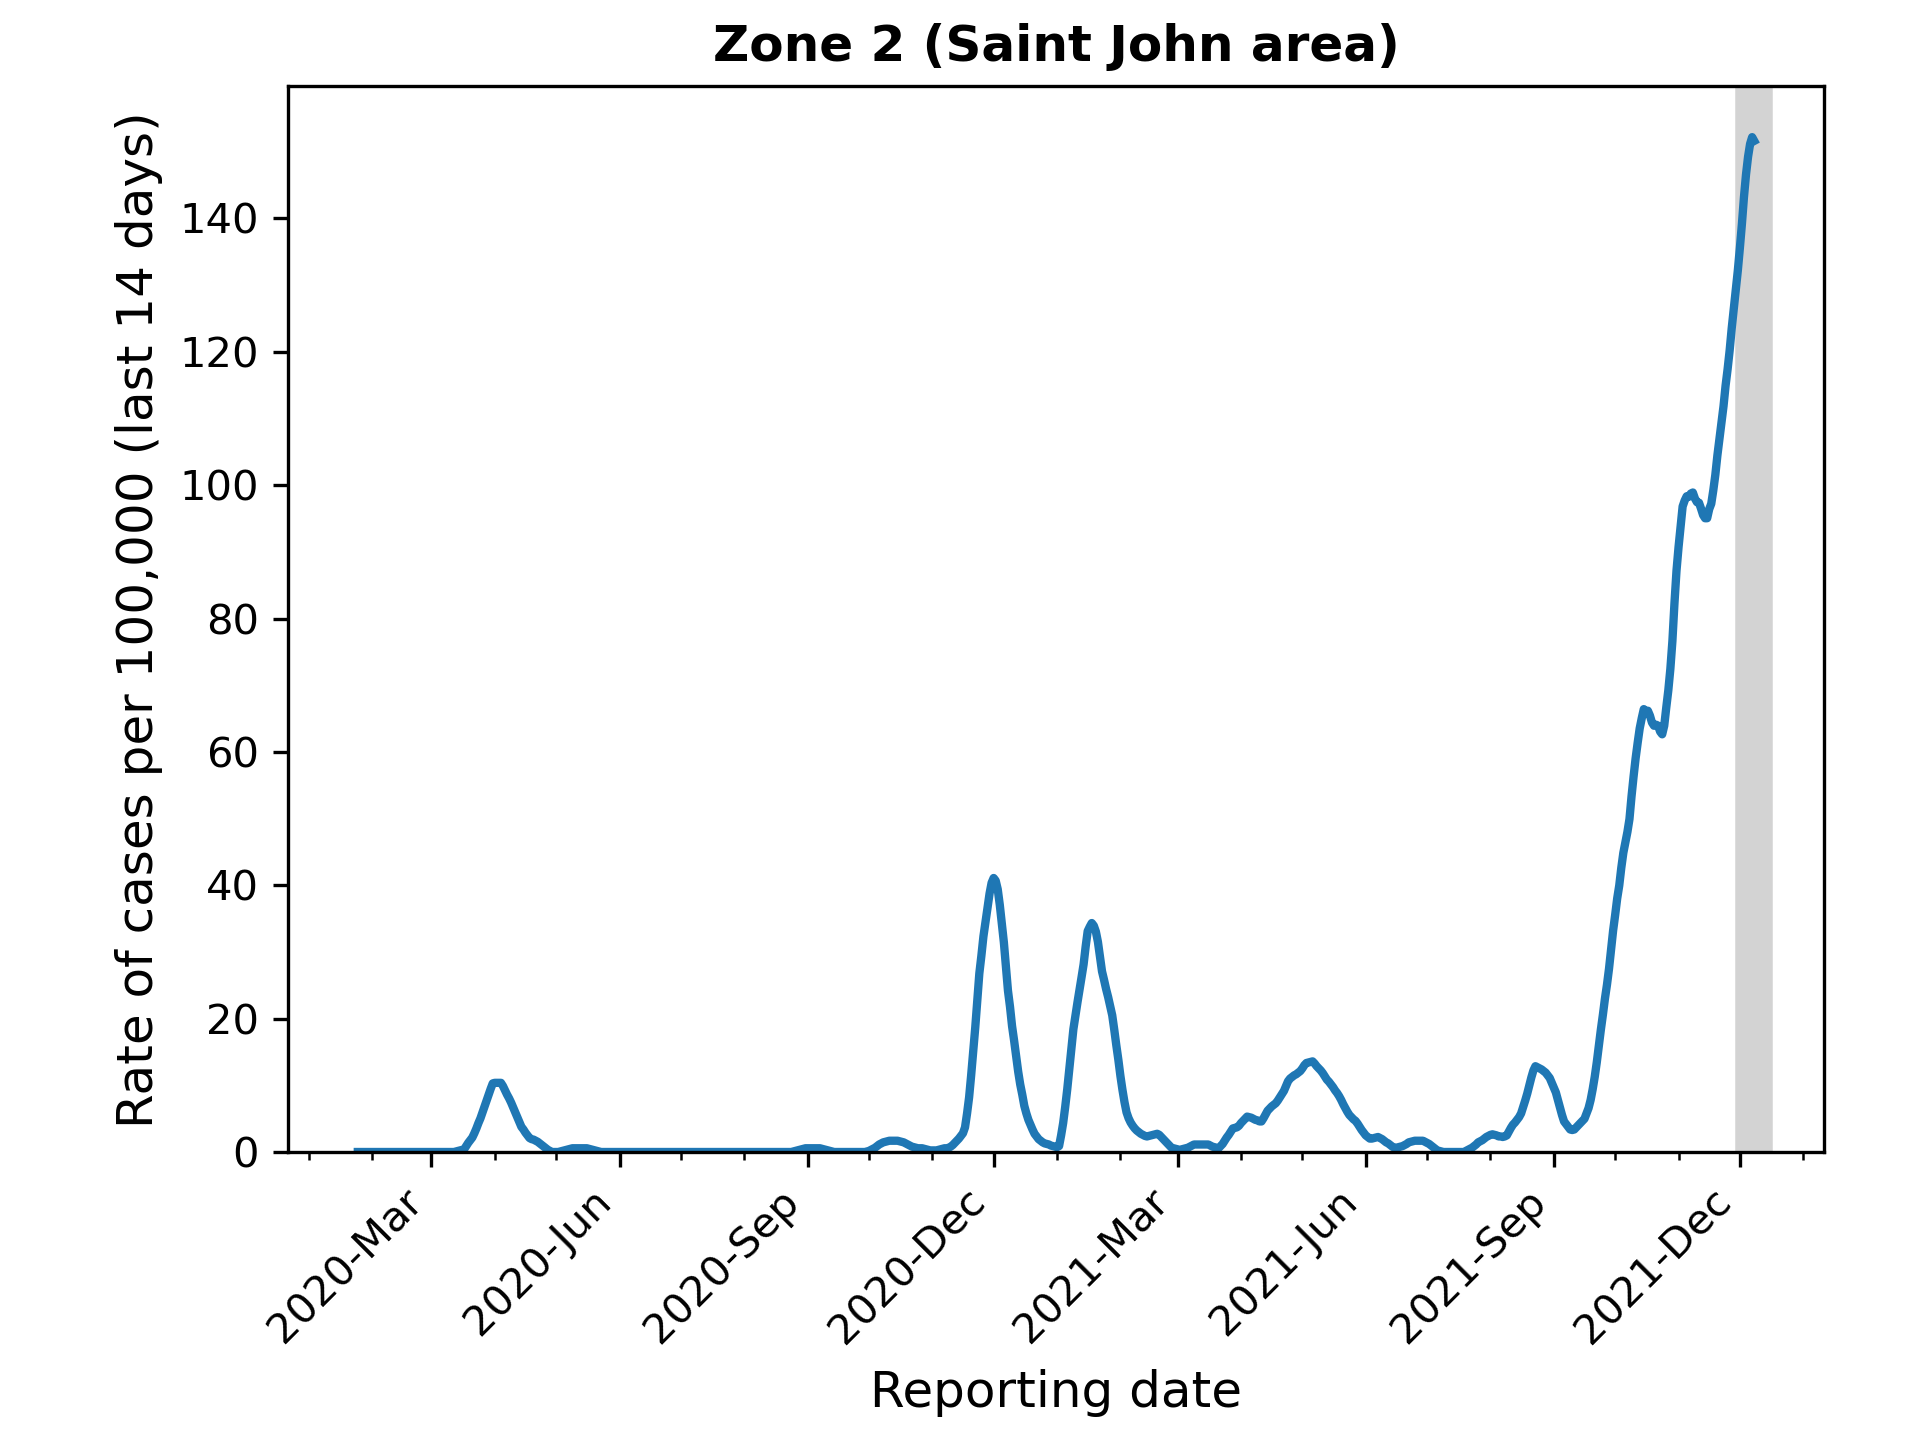 Zone 2 (Saint John area)
Rate of cases per 100,000 (last 14 days)
140
120
100
80
60
40
20
0
2020-Mar
2020-Jun
2020-Sep
2020-Dec
2021-Mar
2021-Jun
2021-Sep
2021-Dec
Reporting date